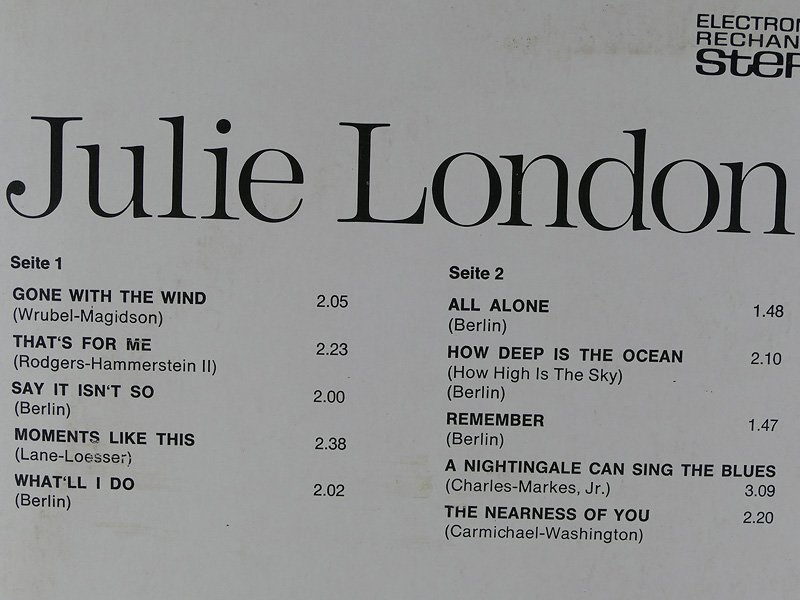 ELECTRON
RECHAN
Ster
Julie London
Seite 1
GONE WITH THE WIND 2.05
(Wrubel-Magidson)
THAT'S FOR ME 2.23
(Rodgers-Hammerstein II)
SAY IT ISN'T SO 2.00
(Berlin)
MOMENTS LIKE THIS 2.38
(Lane-Loesser)
WHAT'LL I DO 2.02
(Berlin)
Seite 2
ALL ALONE 1.48
(Berlin)
HOW DEEP IS THE OCEAN 2.10
(How High Is The Sky)
(Berlin)
REMEMBER 1.47
(Berlin)
A NIGHTINGALE CAN SING THE BLUES
(Charles-Markes, Jr.) 3.09
THE NEARNESS OF YOU 2.20
(Carmichael-Washington)